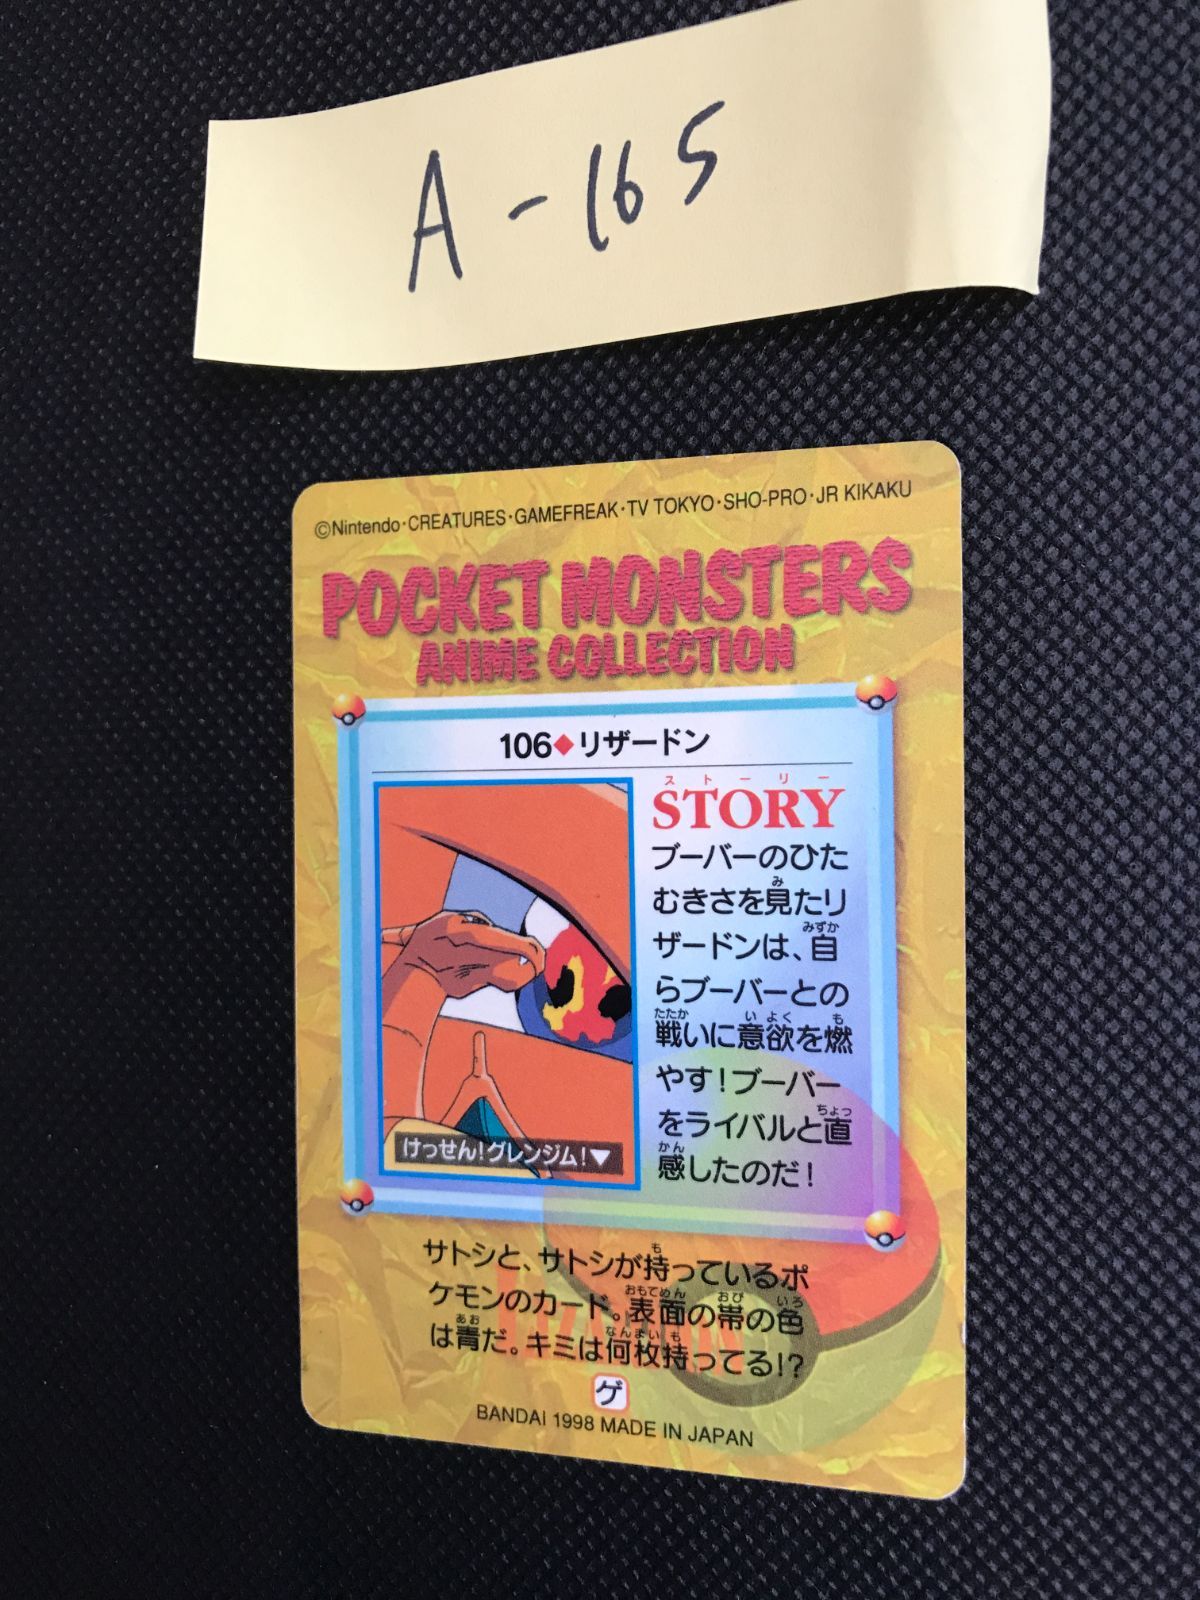 A-165
©Nintendo・CREATURES・GAMEFREAK・TV TOKYO・SHO-PRO・JR KIKAKU
POCKET MONSTERS
ANIME COLLECTION
106◆リザードン
ストーリー
STORY
ブーバーのひた
むきさを見たリ
ザードンは、自
らブーバーとの
戦いに意欲を燃
やす！ブーバー
をライバルと直
感したのだ！
けっせん！グレンジム！▼
サトシと、サトシが持っているポ
ケモンのカード。表面の帯の色
は青だ。キミは何枚持ってる！？
ゲ
BANDAI 1998 MADE IN JAPAN